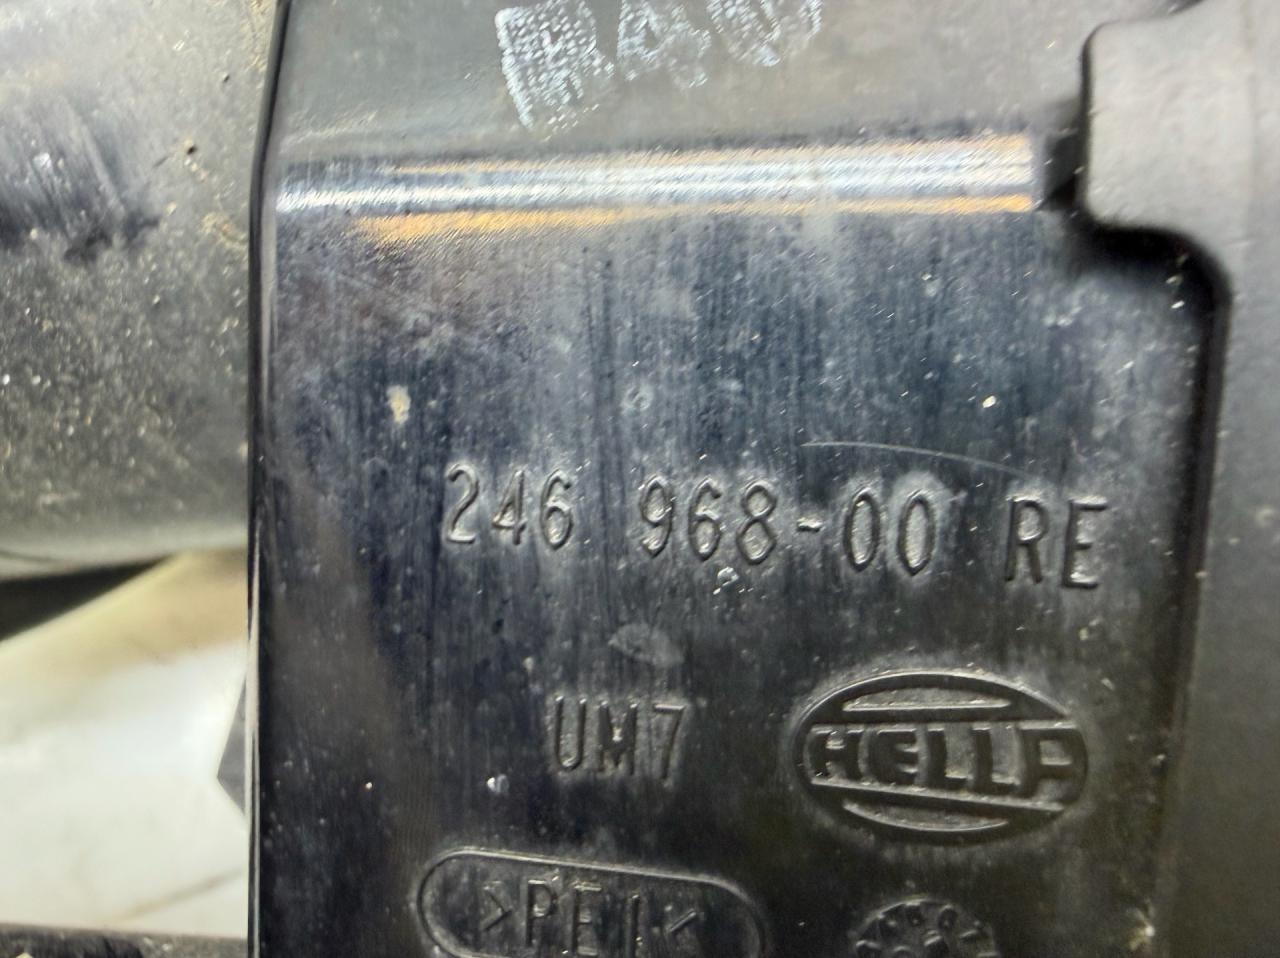 246 968-00 RE
UM7
HELLA
>PEI<